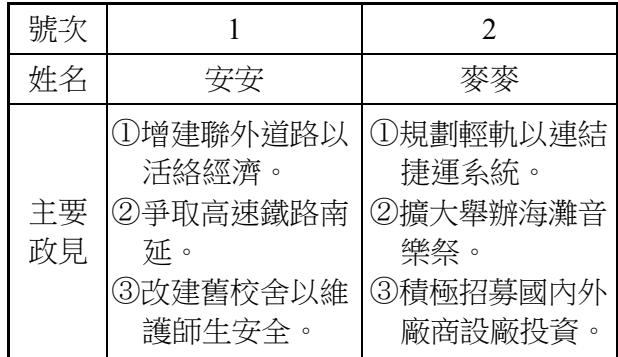 號次 1 2
姓名 安安 麥麥
主要
政見
①增建聯外道路以
活絡經濟。
②爭取高速鐵路南
延。
③改建舊校舍以維
護師生安全。
①規劃輕軌以連結
捷運系統。
②擴大舉辦海灘音
樂祭。
③積極招募國內外
廠商設廠投資。